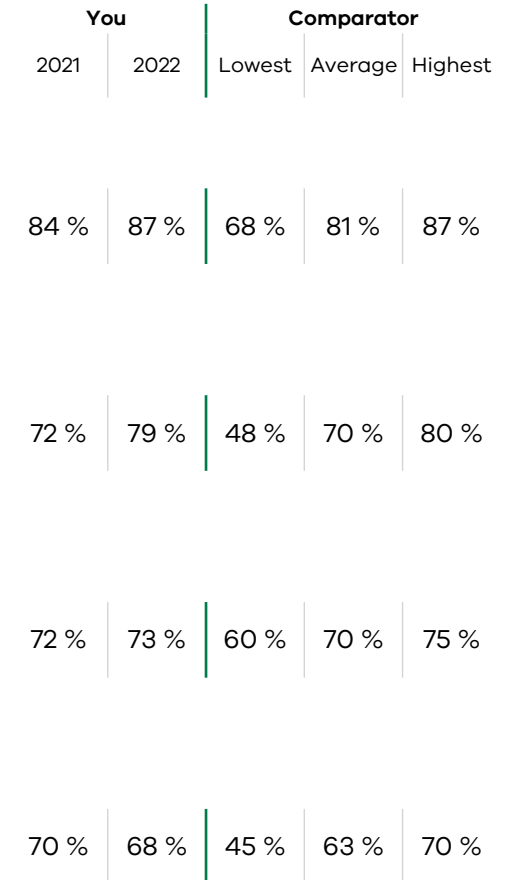 You Comparator
2021 2022 Lowest Average Highest
84 % 87 % 68 % 81 % 87 %
72 % 79 % 48 % 70 % 80 %
72 % 73 % 60 % 70 % 75 %
70 % 68 % 45 % 63 % 70 %